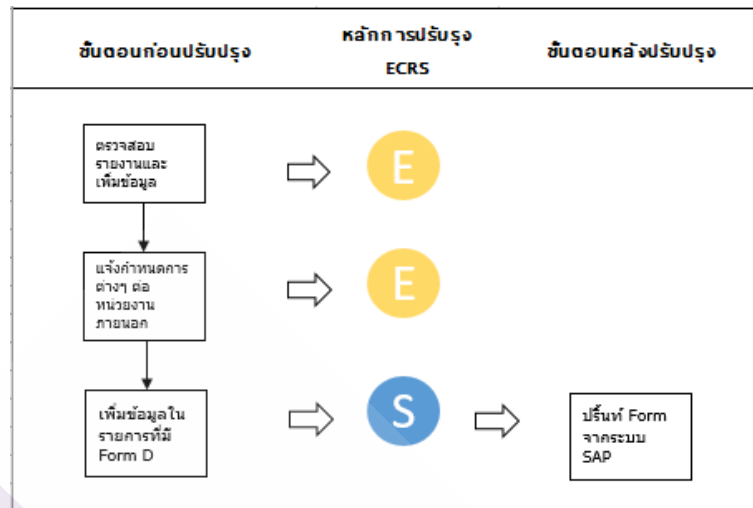 ขั้นตอนก่อนปรับปรุง
หลักการปรับรุง
ECRS
ขั้นตอนหลังปรับปรุง
ตรวจสอบ
รายงานและ
เพิ่มข้อมูล
E
แจ้งกำหนดการ
ต่างๆ ต่อ
หน่วยงาน
ภายนอก
E
เพิ่มข้อมูลใน
รายการที่มี
Form D
S
ปริ้นท์ Form
จากระบบ
SAP